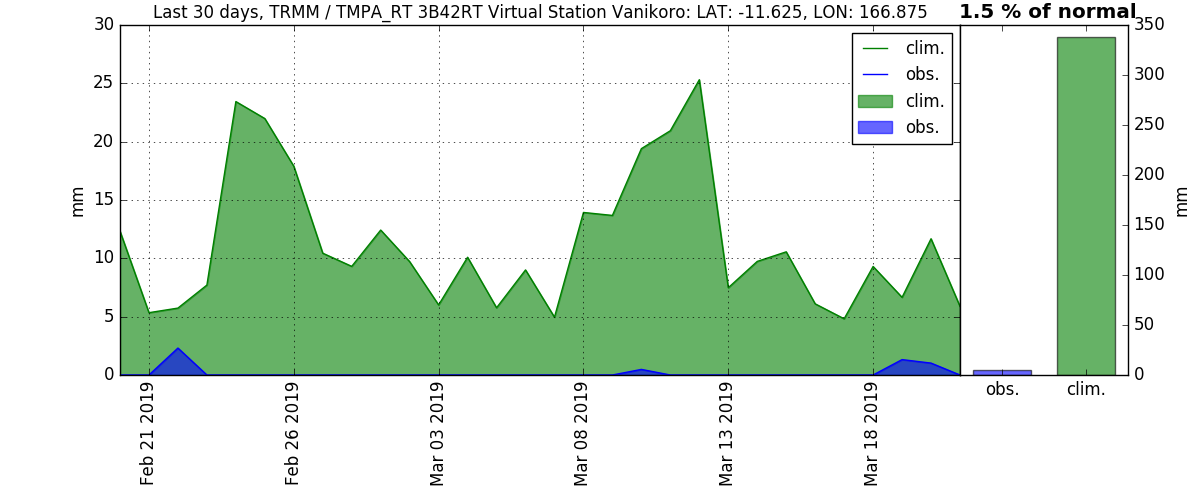 Last 30 days, TRMM / TMPA_RT 3B42RT Virtual Station Vanikoro: LAT: -11.625, LON: 166.875
1.5 % of normal
mm
30
25
20
15
10
5
0
clim.
obs.
clim.
obs.
Feb 21 2019
Feb 26 2019
Mar 03 2019
Mar 08 2019
Mar 13 2019
Mar 18 2019
350
300
250
200
150
100
50
0
mm
obs.
clim.